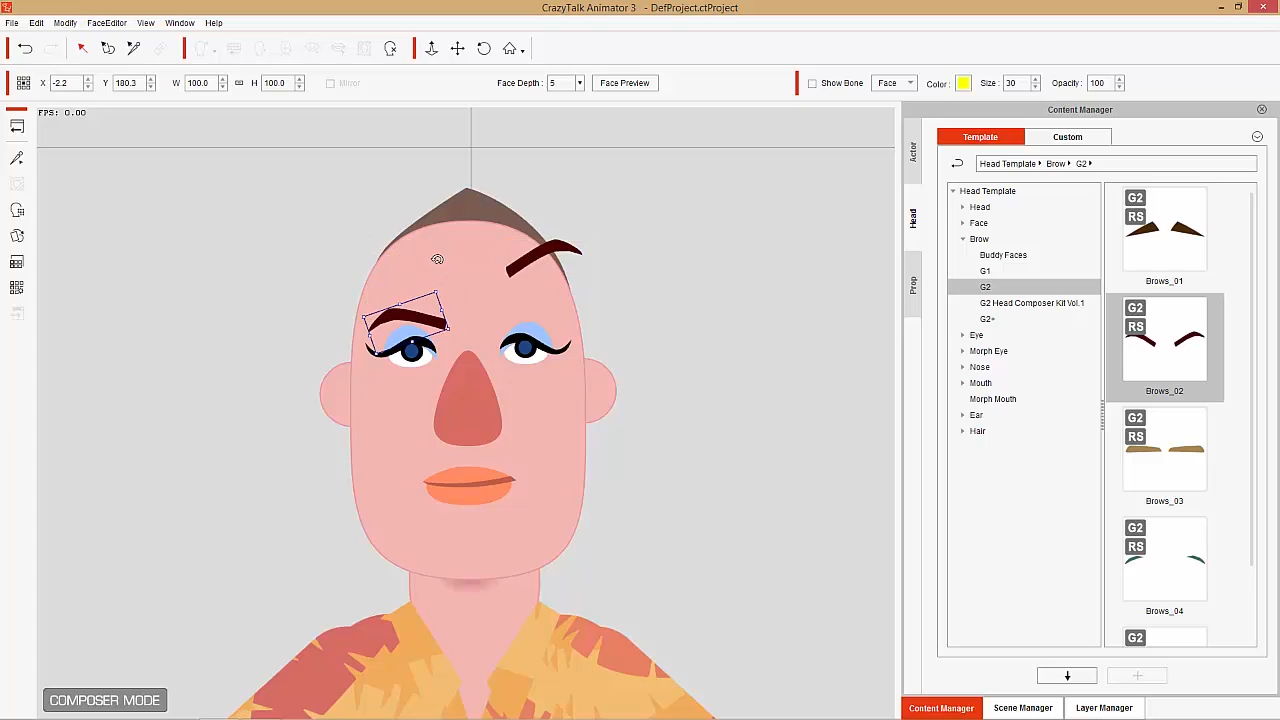 CrazyTalk Animator 3 - DefProject.ctProject
File Edit Modify FaceEditor View Window Help
X -2.2 Y 180.3 W 100.0 H 100.0 Mirror Face Depth : 5 Face Preview Show Bone Face Color : Size : 30 Opacity : 100
FPS: 0.00
Content Manager
Template Custom
Head Template Brow G2
Actor
Head
Prop
Head Template
Head
Face
Brow
Buddy Faces
G1
G2
G2 Head Composer Kit Vol.1
G2+
Eye
Morph Eye
Nose
Mouth
Morph Mouth
Ear
Hair
G2
RS
Brows_01
G2
RS
Brows_02
G2
RS
Brows_03
G2
RS
Brows_04
G2
COMPOSER MODE
Content Manager Scene Manager Layer Manager